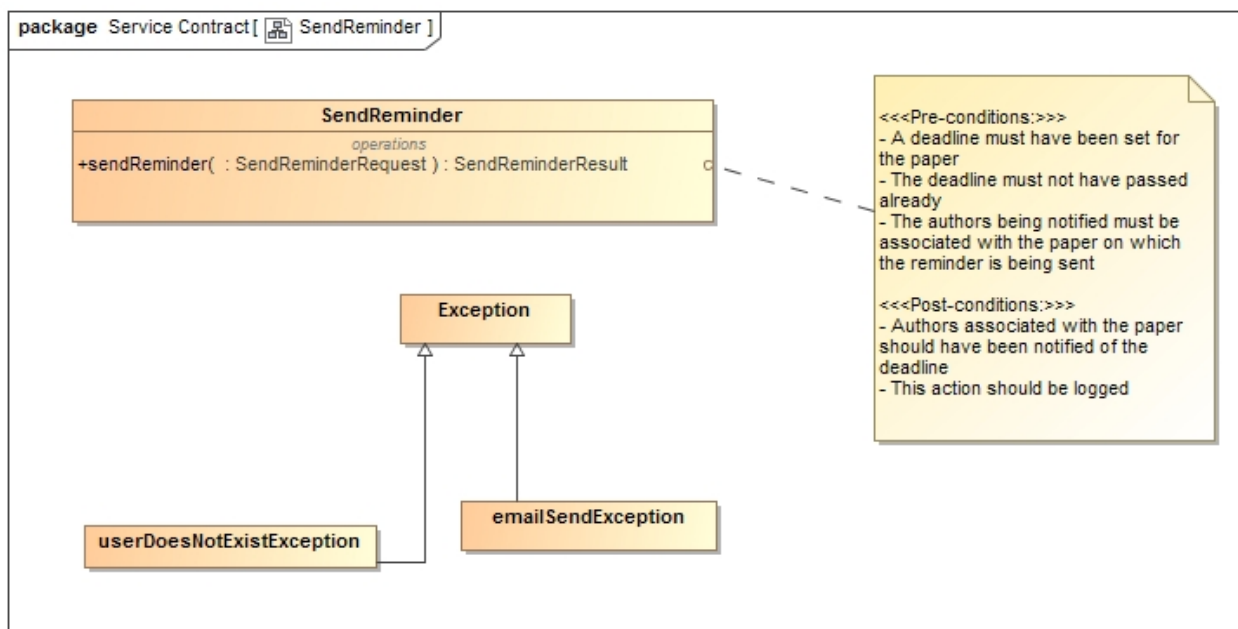 package Service Contract[ SendReminder ]
SendReminder
operations
+sendReminder( : SendReminderRequest ) : SendReminderResult
<<<Pre-conditions:>>>
- A deadline must have been set for
the paper
- The deadline must not have passed
already
- The authors being notified must be
associated with the paper on which
the reminder is being sent
<<<Post-conditions:>>>
- Authors associated with the paper
should have been notified of the
deadline
- This action should be logged
Exception
emailSendException
userDoesNotExistException